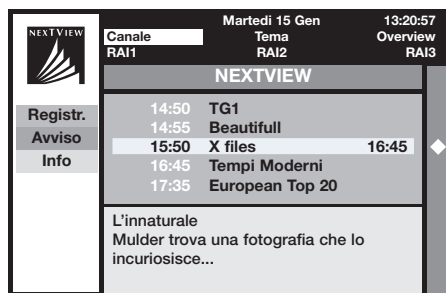 NEXTVIEW
Martedi 15 Gen 13:20:57
Canale Tema Overview
RAI1 RAI2 RAI3
NEXTVIEW
Registr.
Avviso
Info
14:50 TG1
14:55 Beautifull
15:50 X files 16:45
16:45 Tempi Moderni
17:35 European Top 20
L'innaturale
Mulder trova una fotografia che lo
incuriosisce...